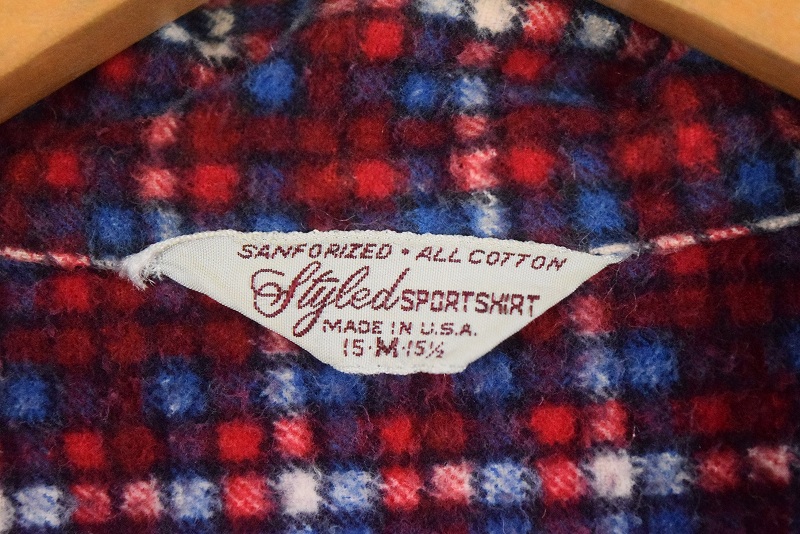 SANFORIZED • ALL COTTON
Styled SPORTSHIRT
MADE IN U.S.A.
15 · M · 15½